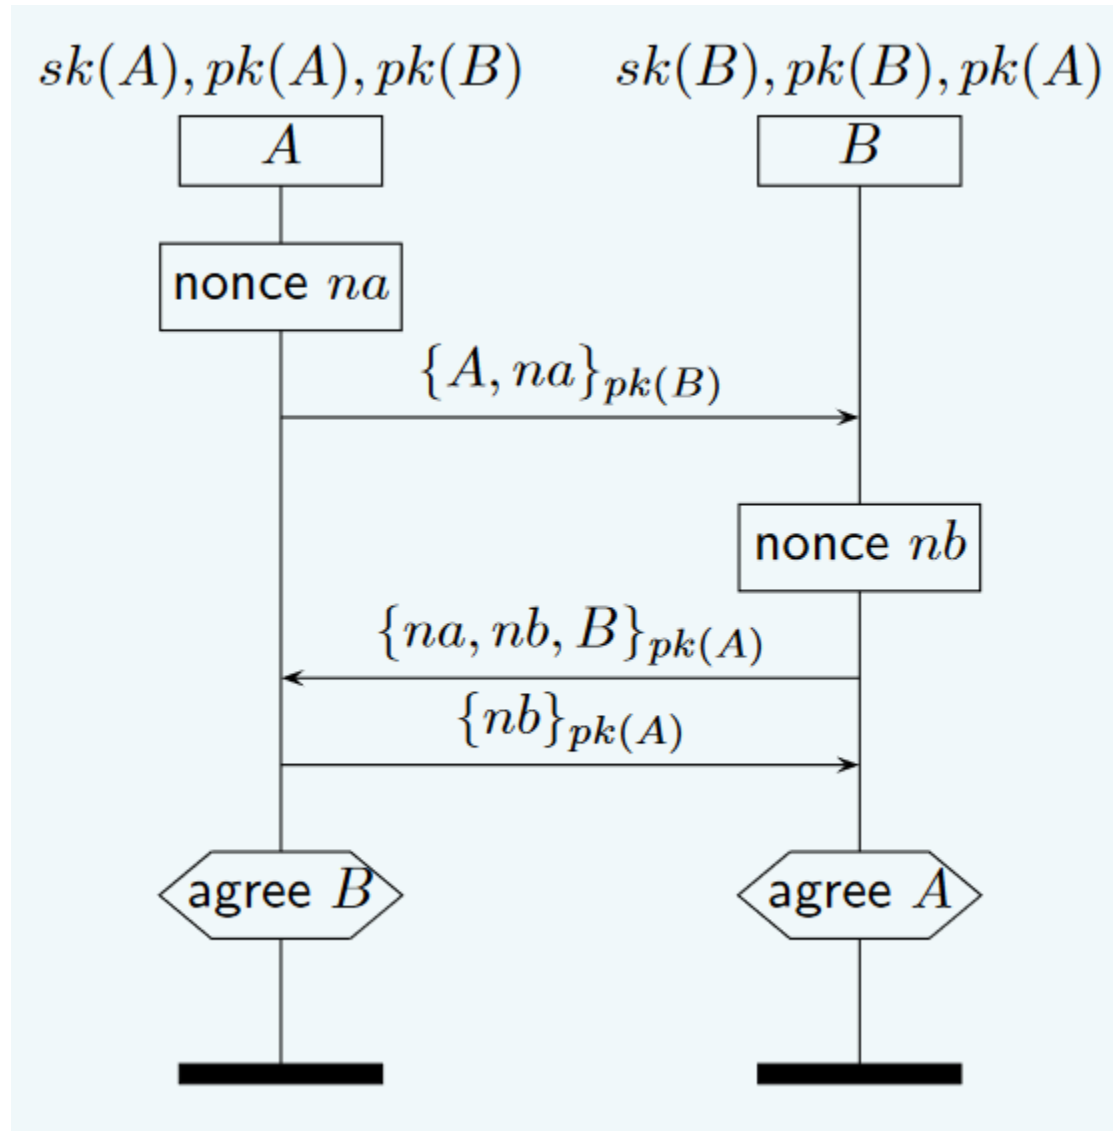 sk(A), pk(A), pk(B)
sk(B), pk(B), pk(A)
A
B
nonce na
{A, na}pk(B)
nonce nb
{na, nb, B}pk(A)
{nb}pk(A)
agree B
agree A